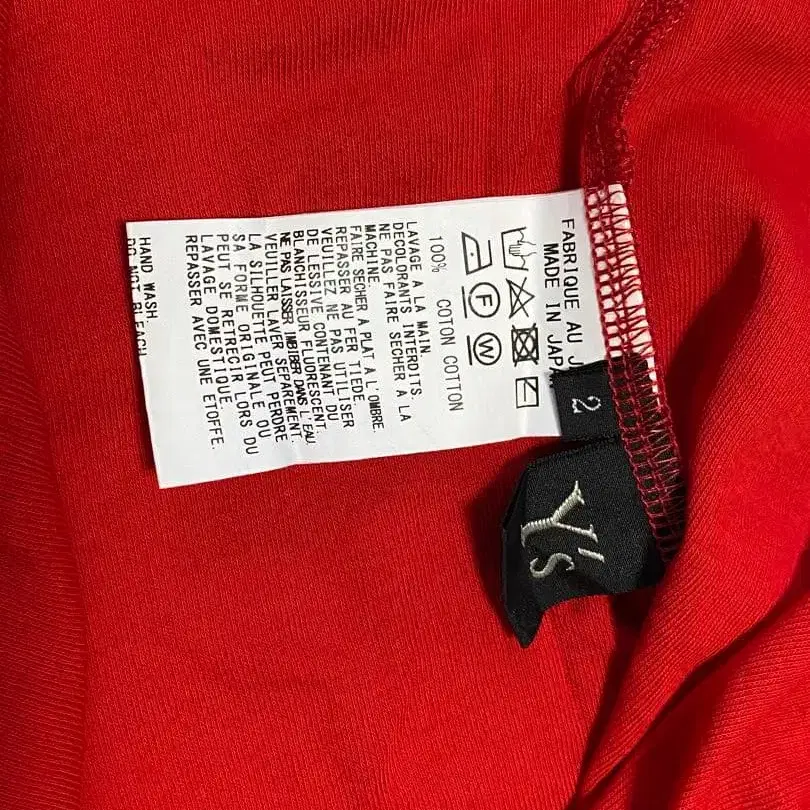 FABRIQUE AU J
MADE IN JAPA
F W
100% COTON COTTON
LAVAGE A LA MAIN.
DECOLORANTS INTERDITS.
NE PAS FAIRE SECHER A LA
MACHINE.
FAIRE SECHER A PLAT A L'OMBRE.
REPASSER AU FER TIEDE.
VEUILLEZ NE PAS UTILISER
DE LESSIVE CONTENANT DU
BLANCHISSEUR FLUORESCENT.
NE PAS LAISSER IMBIBER DANS L'EAU.
VEUILLER LAVER SEPAREMENT.
LA SILHOUETTE PEUT PERDRE
SA FORME ORIGINALE OU
PEUT SE RETRECIR LORS DU
LAVAGE DOMESTIQUE.
REPASSER AVEC UNE ETOFFE.
HAND WASH
DO NOT BLEACH
2
Y's